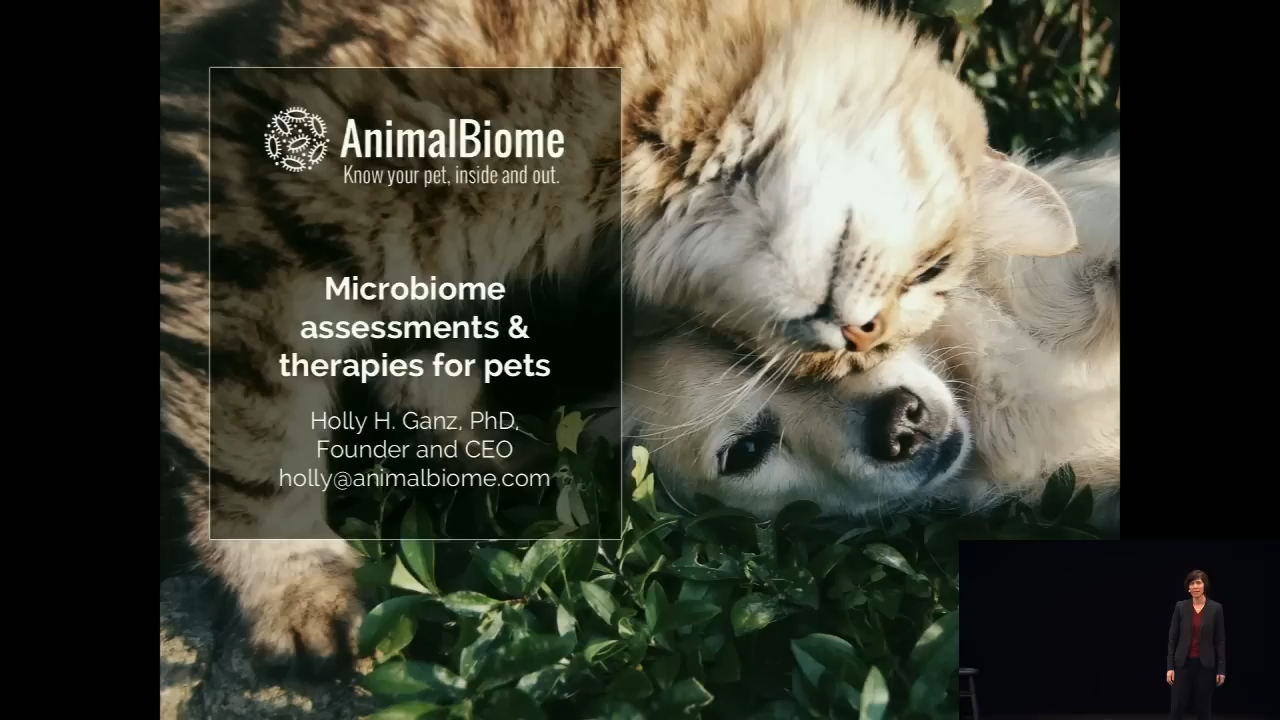 AnimalBiome
Know your pet, inside and out.
Microbiome
assessments &
therapies for pets
Holly H. Ganz, PhD,
Founder and CEO
holly@animalbiome.com